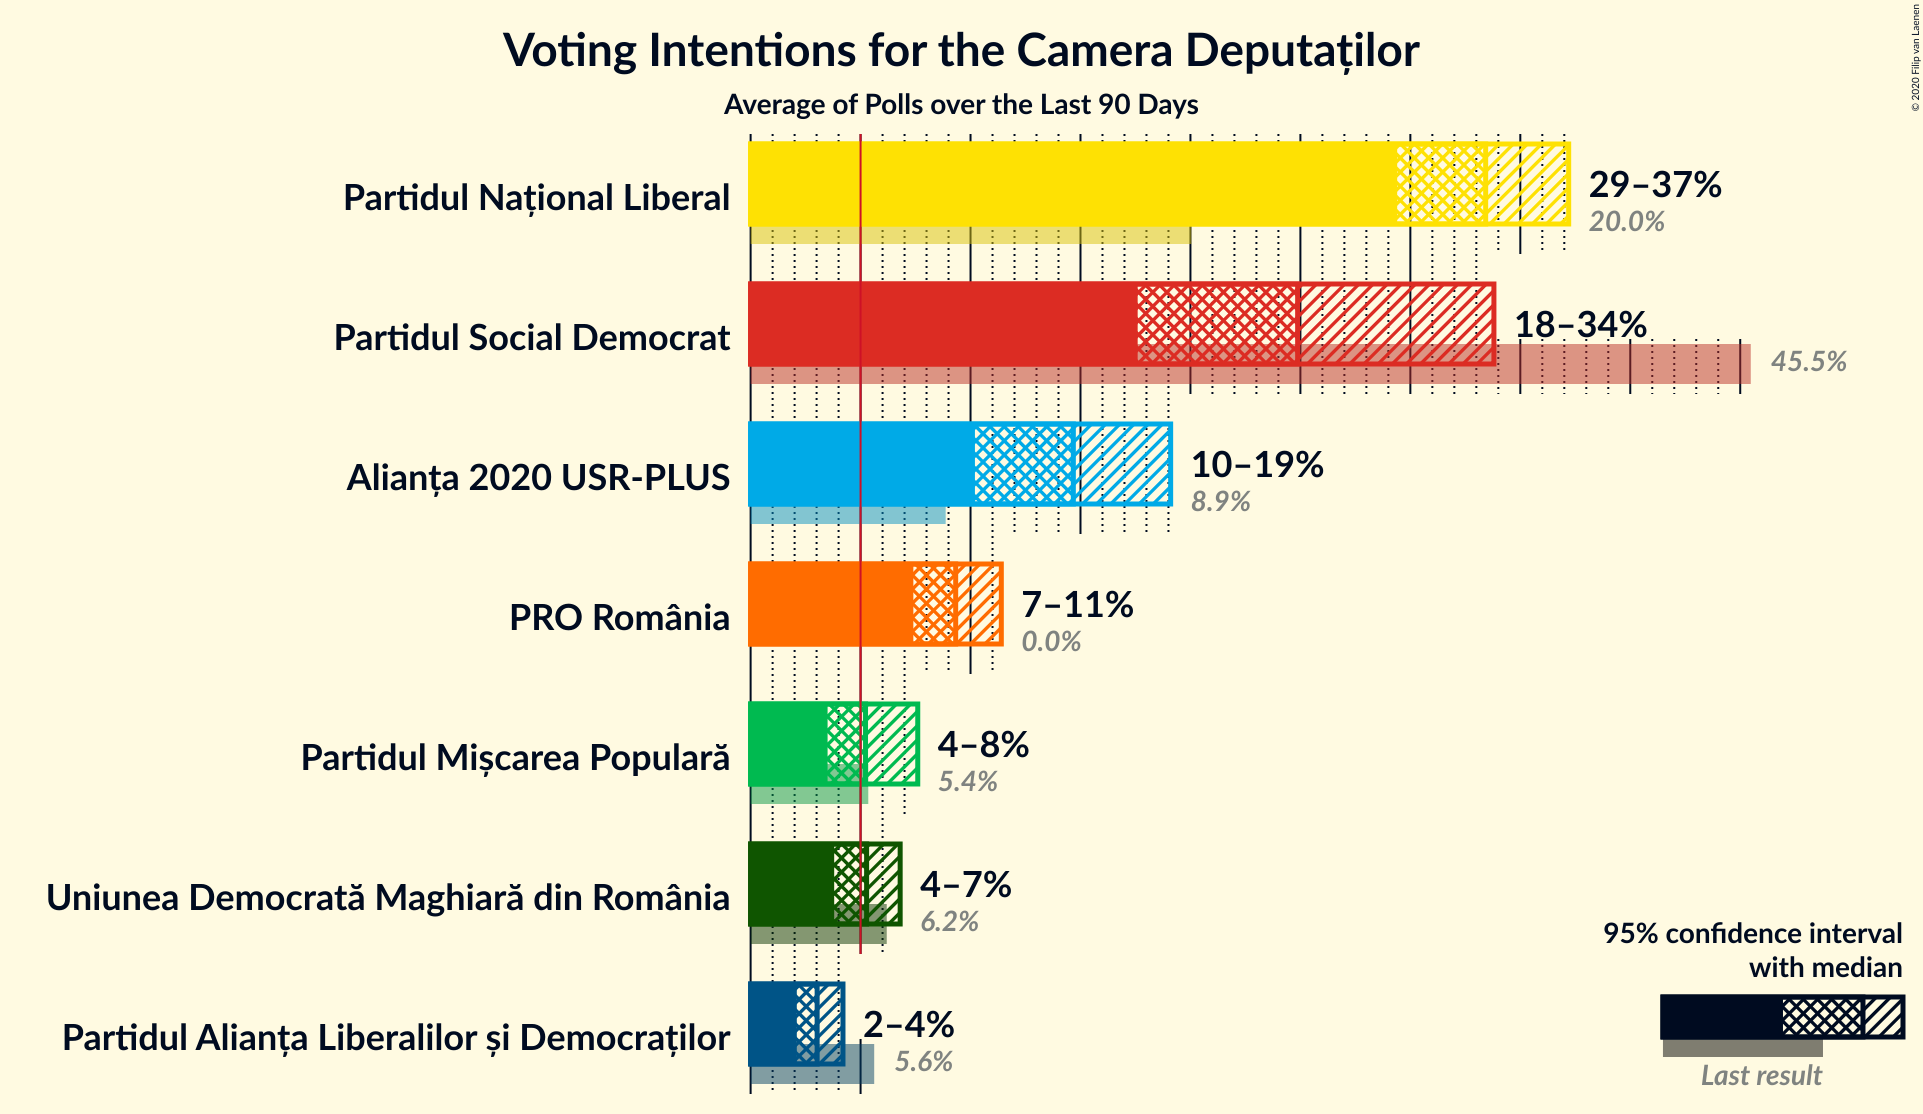 Voting Intentions for the Camera Deputaților
Average of Polls over the Last 90 Days
© 2020 Filip van Laenen
Partidul Național Liberal
29–37%
20.0%
Partidul Social Democrat
18–34%
45.5%
Alianța 2020 USR-PLUS
10–19%
8.9%
PRO România
7–11%
0.0%
Partidul Mișcarea Populară
4–8%
5.4%
Uniunea Democrată Maghiară din România
4–7%
6.2%
Partidul Alianța Liberalilor și Democraților
2–4%
5.6%
95% confidence interval
with median
Last result